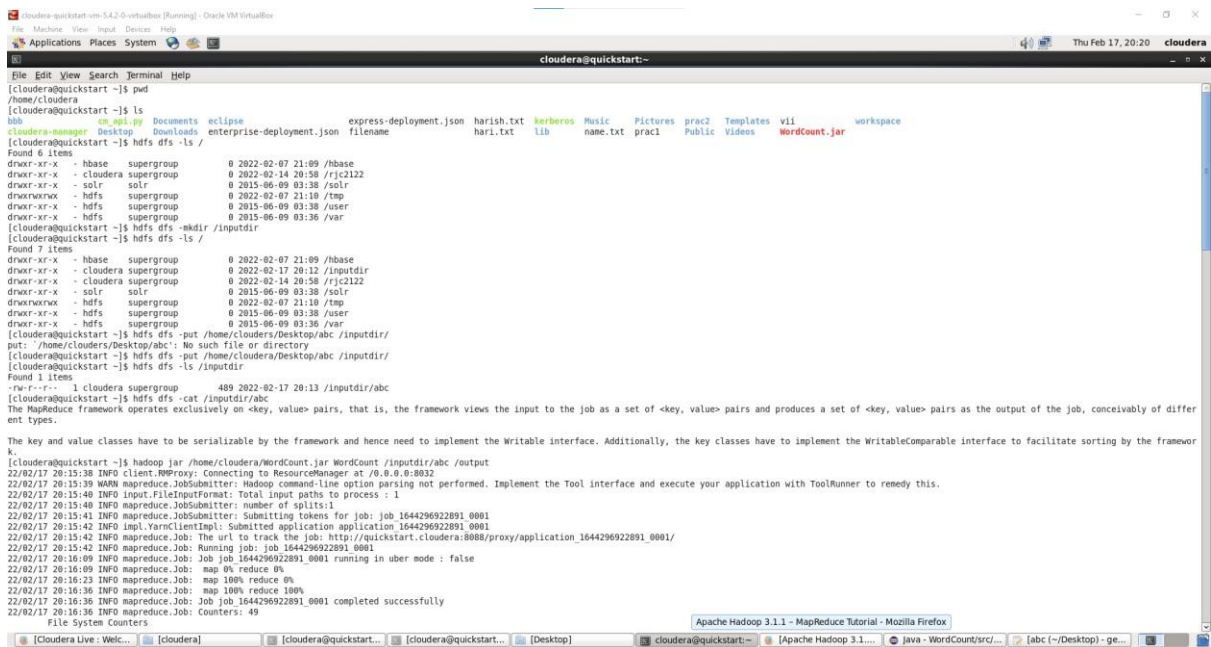 cloudera-quickstart-vm-5.4.2-0-virtualbox [Running] - Oracle VM VirtualBox
File Machine View Input Devices Help
Applications Places System Thu Feb 17, 20:20 cloudera
cloudera@quickstart:~
File Edit View Search Terminal Help
[cloudera@quickstart ~]$ pwd
/home/cloudera
[cloudera@quickstart ~]$ ls
bbb cm_api.py Documents eclipse express-deployment.json harish.txt kerberos Music Pictures prac2 Templates vii workspace
cloudera-manager Desktop Downloads enterprise-deployment.json filename hari.txt lib name.txt prac1 Public Videos WordCount.jar
[cloudera@quickstart ~]$ hdfs dfs -ls /
Found 6 items
drwxr-xr-x - hbase supergroup 0 2022-02-07 21:09 /hbase
drwxr-xr-x - cloudera supergroup 0 2022-02-14 20:58 /rjc2122
drwxr-xr-x - solr solr 0 2015-06-09 03:38 /solr
drwxrwxrwx - hdfs supergroup 0 2022-02-07 21:10 /tmp
drwxr-xr-x - hdfs supergroup 0 2015-06-09 03:38 /user
drwxr-xr-x - hdfs supergroup 0 2015-06-09 03:36 /var
[cloudera@quickstart ~]$ hdfs dfs -mkdir /inputdir
[cloudera@quickstart ~]$ hdfs dfs -ls /
Found 7 items
drwxr-xr-x - hbase supergroup 0 2022-02-07 21:09 /hbase
drwxr-xr-x - cloudera supergroup 0 2022-02-17 20:12 /inputdir
drwxr-xr-x - cloudera supergroup 0 2022-02-14 20:58 /rjc2122
drwxr-xr-x - solr solr 0 2015-06-09 03:38 /solr
drwxrwxrwx - hdfs supergroup 0 2022-02-07 21:10 /tmp
drwxr-xr-x - hdfs supergroup 0 2015-06-09 03:38 /user
drwxr-xr-x - hdfs supergroup 0 2015-06-09 03:36 /var
[cloudera@quickstart ~]$ hdfs dfs -put /home/clouders/Desktop/abc /inputdir/
put: `/home/clouders/Desktop/abc': No such file or directory
[cloudera@quickstart ~]$ hdfs dfs -put /home/cloudera/Desktop/abc /inputdir/
[cloudera@quickstart ~]$ hdfs dfs -ls /inputdir
Found 1 items
-rw-r--r-- 1 cloudera supergroup 489 2022-02-17 20:13 /inputdir/abc
[cloudera@quickstart ~]$ hdfs dfs -cat /inputdir/abc
The MapReduce framework operates exclusively on <key, value> pairs, that is, the framework views the input to the job as a set of <key, value> pairs and produces a set of <key, value> pairs as the output of the job, conceivably of differ
ent types.
The key and value classes have to be serializable by the framework and hence need to implement the Writable interface. Additionally, the key classes have to implement the WritableComparable interface to facilitate sorting by the framewor
k.
[cloudera@quickstart ~]$ hadoop jar /home/cloudera/WordCount.jar WordCount /inputdir/abc /output
22/02/17 20:15:38 INFO client.RMProxy: Connecting to ResourceManager at /0.0.0.0:8032
22/02/17 20:15:39 WARN mapreduce.JobSubmitter: Hadoop command-line option parsing not performed. Implement the Tool interface and execute your application with ToolRunner to remedy this.
22/02/17 20:15:40 INFO input.FileInputFormat: Total input paths to process : 1
22/02/17 20:15:40 INFO mapreduce.JobSubmitter: number of splits:1
22/02/17 20:15:41 INFO mapreduce.JobSubmitter: Submitting tokens for job: job_1644296922891_0001
22/02/17 20:15:42 INFO impl.YarnClientImpl: Submitted application application_1644296922891_0001
22/02/17 20:15:42 INFO mapreduce.Job: The url to track the job: http://quickstart.cloudera:8088/proxy/application_1644296922891_0001/
22/02/17 20:15:42 INFO mapreduce.Job: Running job: job_1644296922891_0001
22/02/17 20:16:09 INFO mapreduce.Job: Job job_1644296922891_0001 running in uber mode : false
22/02/17 20:16:09 INFO mapreduce.Job: map 0% reduce 0%
22/02/17 20:16:23 INFO mapreduce.Job: map 100% reduce 0%
22/02/17 20:16:36 INFO mapreduce.Job: map 100% reduce 100%
22/02/17 20:16:36 INFO mapreduce.Job: Job job_1644296922891_0001 completed successfully
22/02/17 20:16:36 INFO mapreduce.Job: Counters: 49
File System Counters
Apache Hadoop 3.1.1 – MapReduce Tutorial - Mozilla Firefox
[Cloudera Live : Welc... [cloudera] [cloudera@quickstart... [cloudera@quickstart... [Desktop] cloudera@quickstart:~ [Apache Hadoop 3.1.... Java - WordCount/src/... [abc (~/Desktop) - ge...